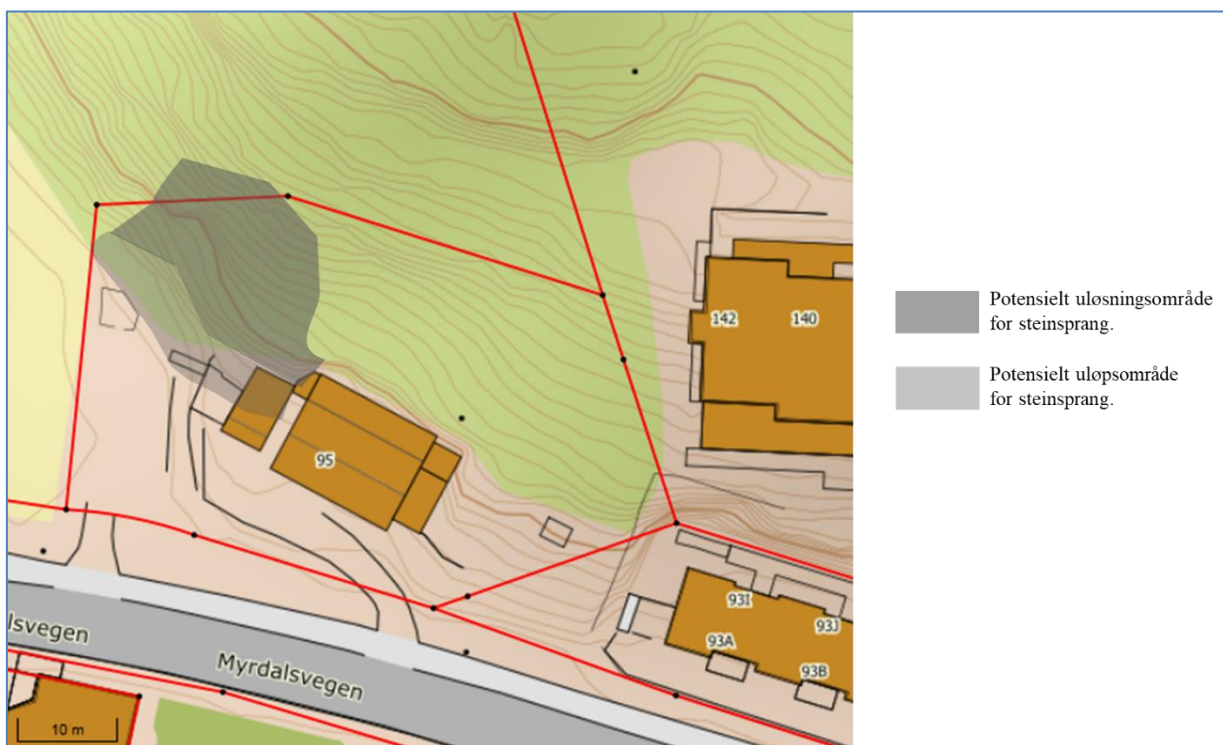 142
140
Potensielt uløsningsområde
for steinsprang.
Potensielt uløpsområde
for steinsprang.
95
93I
93J
93A
93B
lsvegen
Myrdalsvegen
10 m